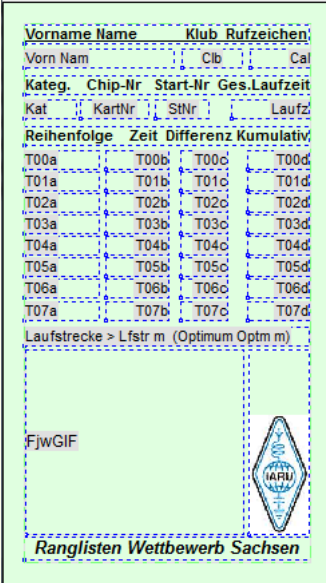 Vorname Name Klub Rufzeichen
Vorn Nam Clb Cal
Kateg. Chip-Nr Start-Nr Ges.Laufzeit
Kat KartNr StNr Laufz
Reihenfolge Zeit Differenz Kumulativ
T00a T00b T00c T00d
T01a T01b T01c T01d
T02a T02b T02c T02d
T03a T03b T03c T03d
T04a T04b T04c T04d
T05a T05b T05c T05d
T06a T06b T06c T06d
T07a T07b T07c T07d
Laufstrecke > Lfstr m (Optimum Optm m)
FjwGIF
IARU
Ranglisten Wettbewerb Sachsen